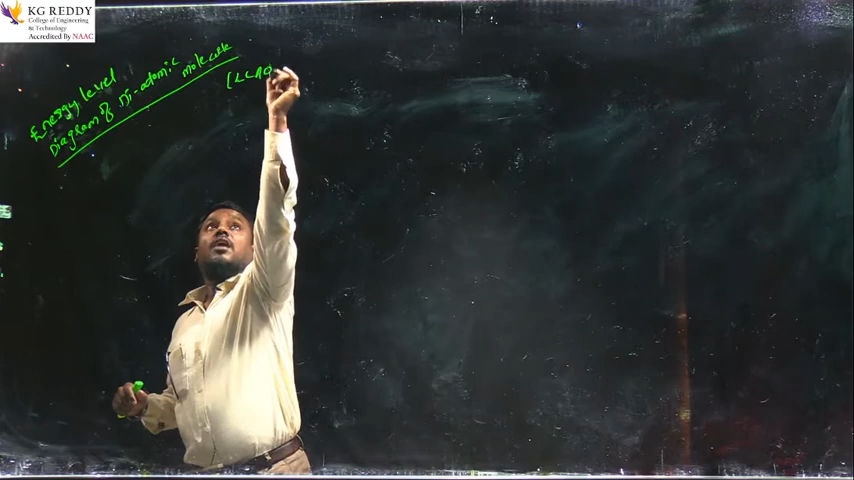 KG REDDY
College of Engineering
& Technology
Accredited By NAAC
Energy level
Diagram of Di-atomic molecule
(LCAO